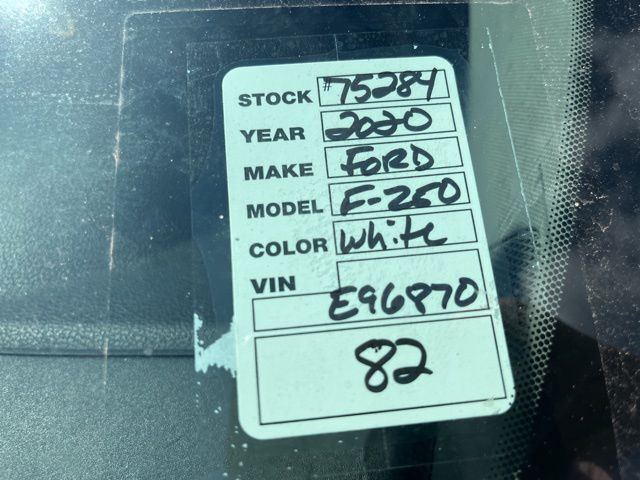 STOCK #75284
YEAR 2020
MAKE FORD
MODEL F-250
COLOR White
VIN
E96870
82